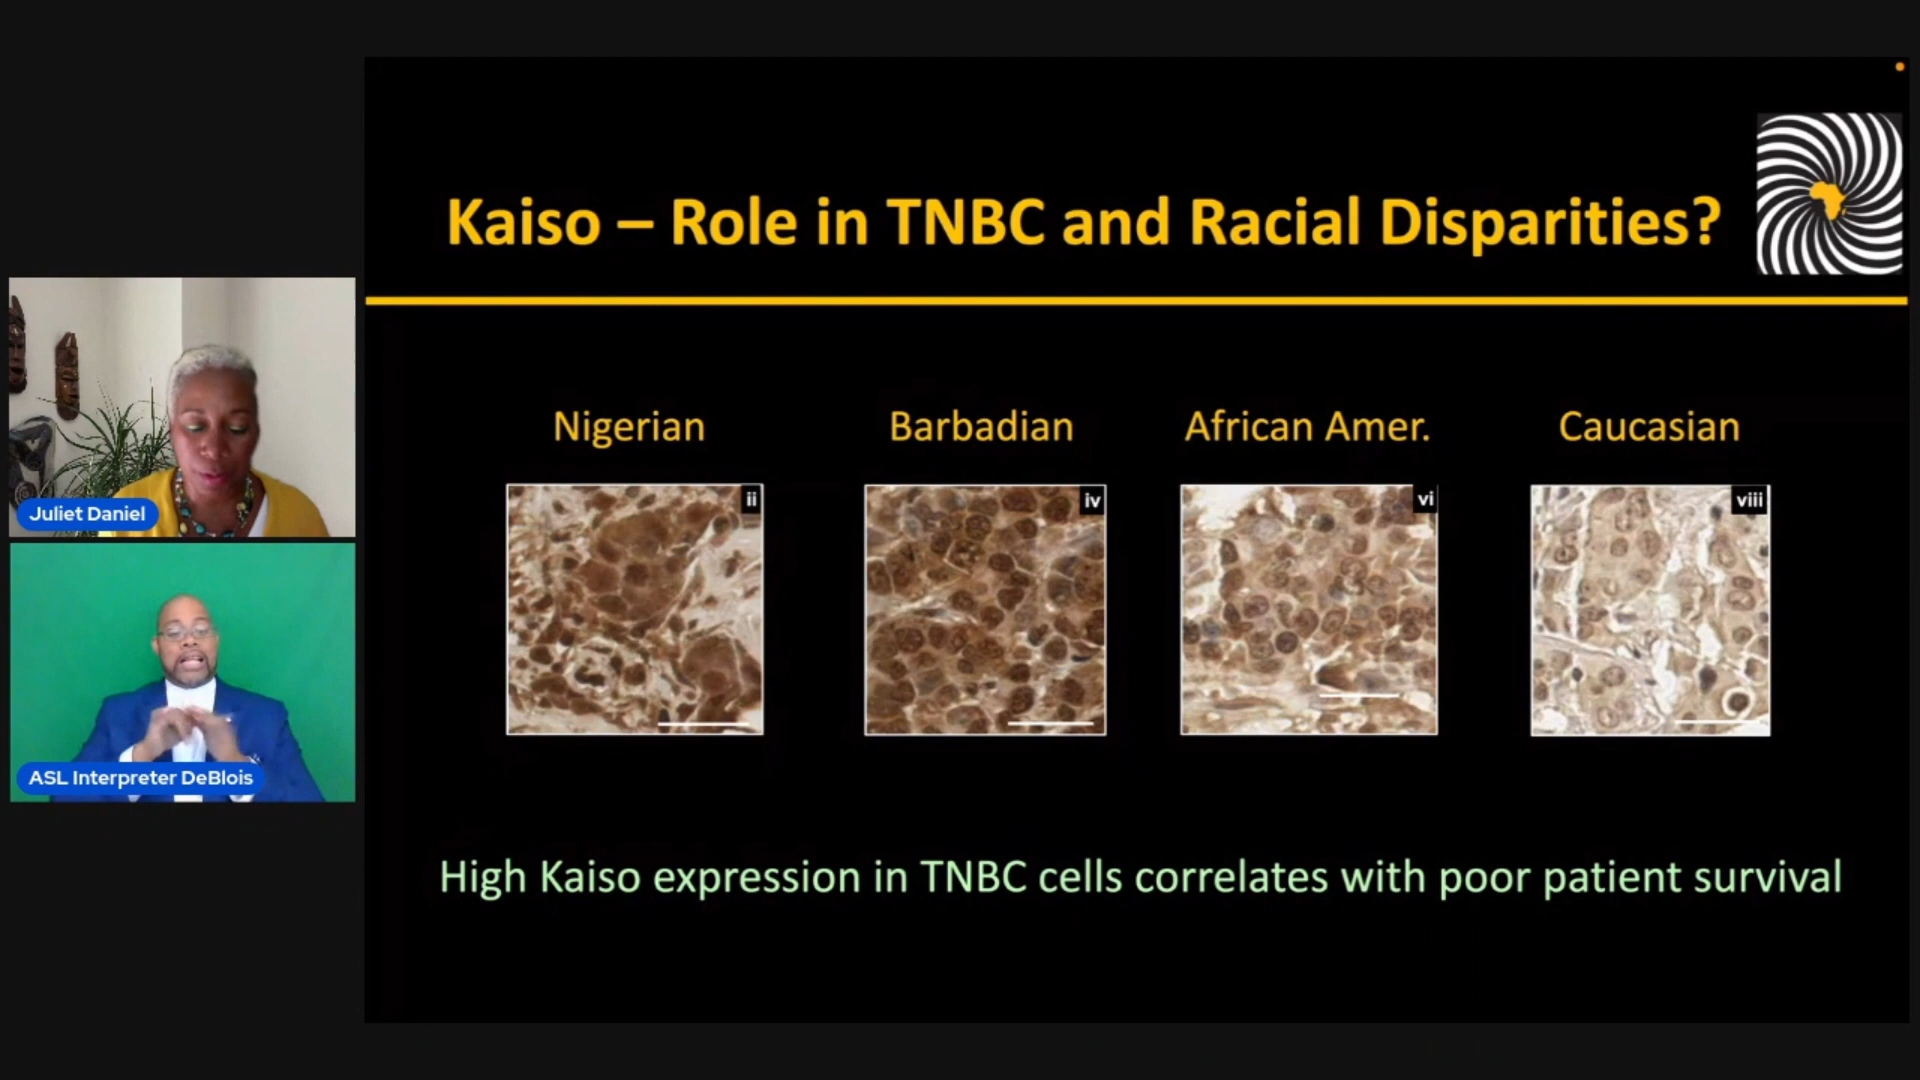 Kaiso – Role in TNBC and Racial Disparities?
Nigerian
Barbadian
African Amer.
Caucasian
ii
iv
vi
viii
High Kaiso expression in TNBC cells correlates with poor patient survival
Juliet Daniel
ASL Interpreter DeBlois